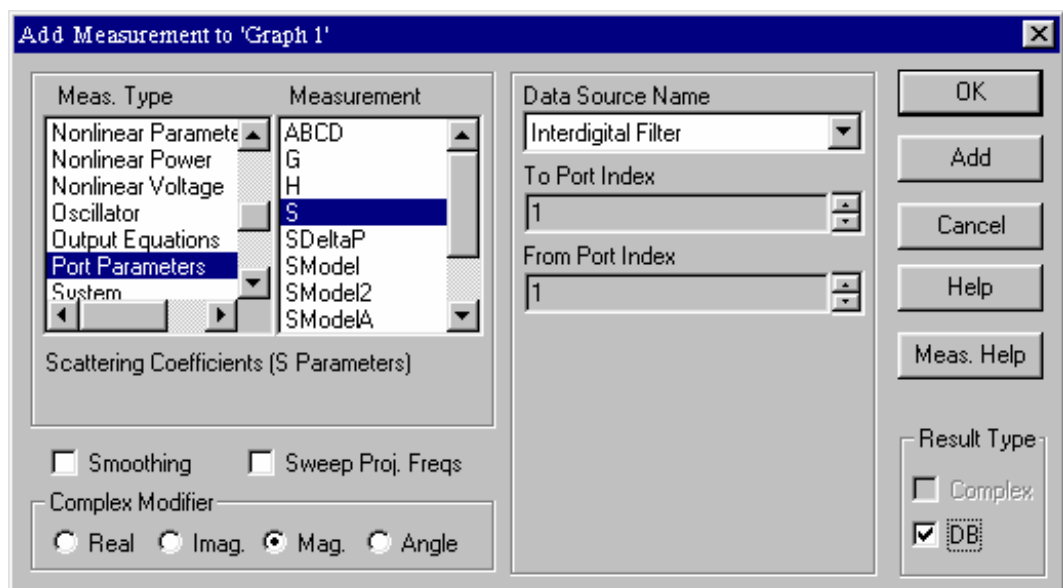 Add Measurement to 'Graph 1'
Meas. Type
Measurement
Nonlinear Paramete
Nonlinear Power
Nonlinear Voltage
Oscillator
Output Equations
Port Parameters
System
ABCD
G
H
S
SDeltaP
SModel
SModel2
SModelA
Scattering Coefficients (S Parameters)
Smoothing
Sweep Proj. Freqs
Complex Modifier
Real
Imag.
Mag.
Angle
Data Source Name
Interdigital Filter
To Port Index
1
From Port Index
1
OK
Add
Cancel
Help
Meas. Help
Result Type
Complex
DB